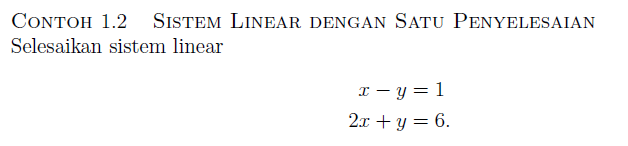 CONTOH 1.2 SISTEM LINEAR DENGAN SATU PENYELESAIAN
Selesaikan sistem linear
x − y = 1
2x + y = 6.